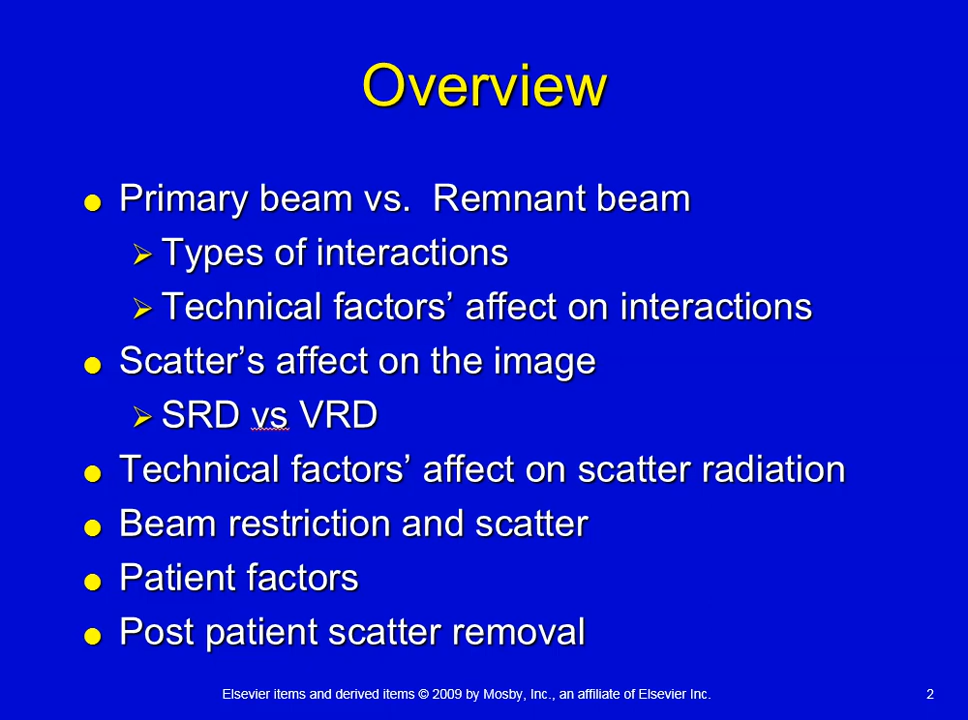 Overview
Primary beam vs.  Remnant beam
Types of interactions
Technical factors’ affect on interactions
Scatter’s affect on the image
SRD vs VRD
Technical factors’ affect on scatter radiation
Beam restriction and scatter
Patient factors
Post patient scatter removal
Elsevier items and derived items © 2009 by Mosby, Inc., an affiliate of Elsevier Inc.
2